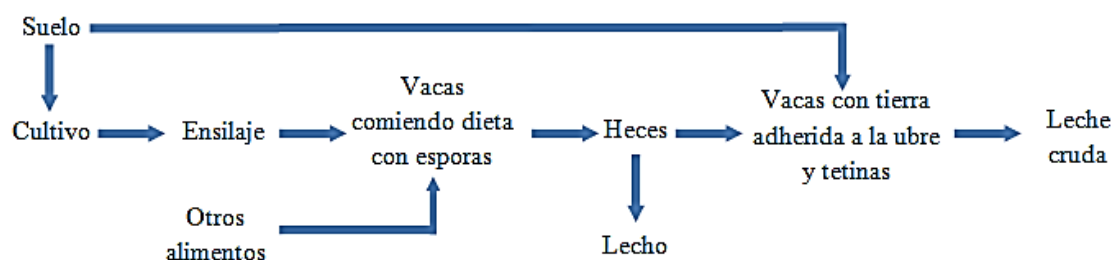 Suelo
Cultivo
Ensilaje
Vacas
comiendo dieta
con esporas
Otros
alimentos
Heces
Lecho
Vacas con tierra
adherida a la ubre
y tetinas
Leche
cruda